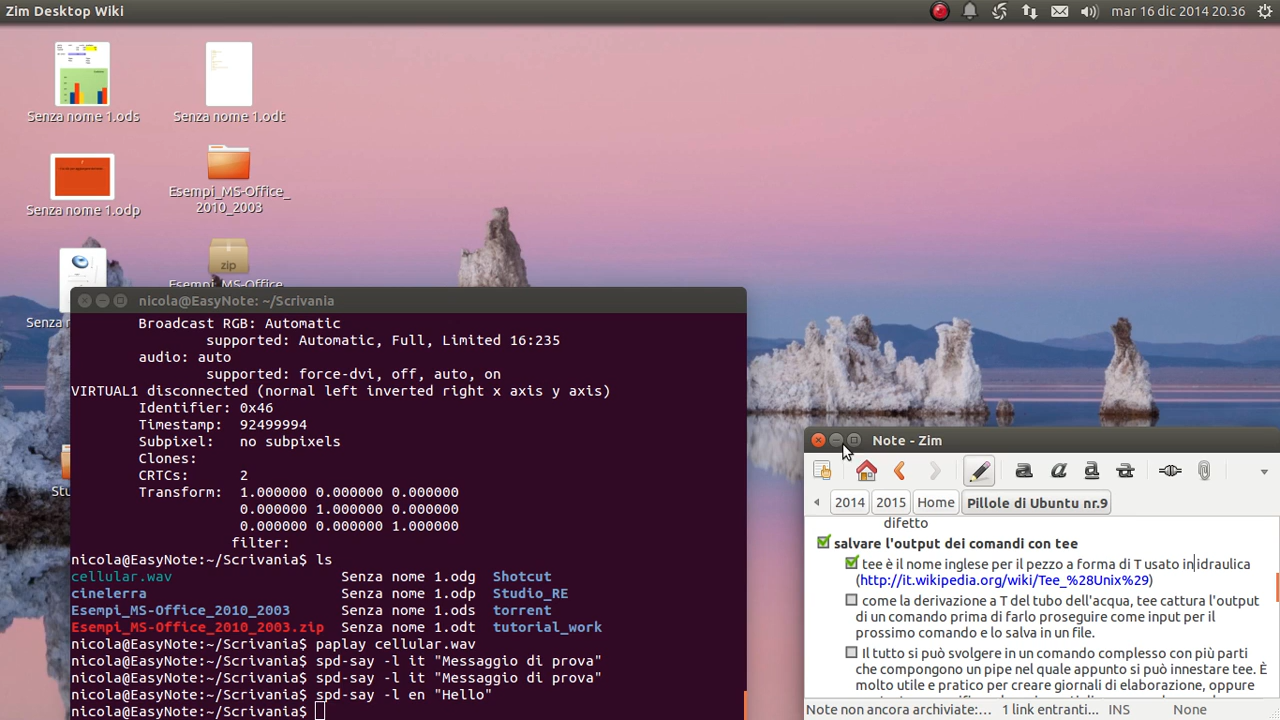 Zim Desktop Wiki
mar 16 dic 2014 20.36
Senza nome 1.ods
Senza nome 1.odt
Senza nome 1.odp
Esempi_MS-Office_
2010_2003
zip
Esempi_MS-Office_
nicola@EasyNote: ~/Scrivania
Broadcast RGB: Automatic
supported: Automatic, Full, Limited 16:235
audio: auto
supported: force-dvi, off, auto, on
VIRTUAL1 disconnected (normal left inverted right x axis y axis)
Identifier: 0x46
Timestamp: 92499994
Subpixel: no subpixels
Clones:
CRTCs: 2
Transform: 1.000000 0.000000 0.000000
0.000000 1.000000 0.000000
0.000000 0.000000 1.000000
filter:
nicola@EasyNote:~/Scrivania$ ls
cellular.wav Senza nome 1.odg Shotcut
cinelerra Senza nome 1.odp Studio_RE
Esempi_MS-Office_2010_2003 Senza nome 1.ods torrent
Esempi_MS-Office_2010_2003.zip Senza nome 1.odt tutorial_work
nicola@EasyNote:~/Scrivania$ paplay cellular.wav
nicola@EasyNote:~/Scrivania$ spd-say -l it "Messaggio di prova"
nicola@EasyNote:~/Scrivania$ spd-say -l it "Messaggio di prova"
nicola@EasyNote:~/Scrivania$ spd-say -l en "Hello"
nicola@EasyNote:~/Scrivania$
Note - Zim
2014 2015 Home Pillole di Ubuntu nr.9
difetto
salvare l'output dei comandi con tee
tee è il nome inglese per il pezzo a forma di T usato in idraulica
(http://it.wikipedia.org/wiki/Tee_%28Unix%29)
come la derivazione a T del tubo dell'acqua, tee cattura l'output
di un comando prima di farlo proseguire come input per il
prossimo comando e lo salva in un file.
Il tutto si può svolgere in un comando complesso con più parti
che compongono un pipe nel quale appunto si può innestare tee. È
molto utile e pratico per creare giornali di elaborazione, oppure
Note non ancora archiviate:... 1 link entranti... INS None